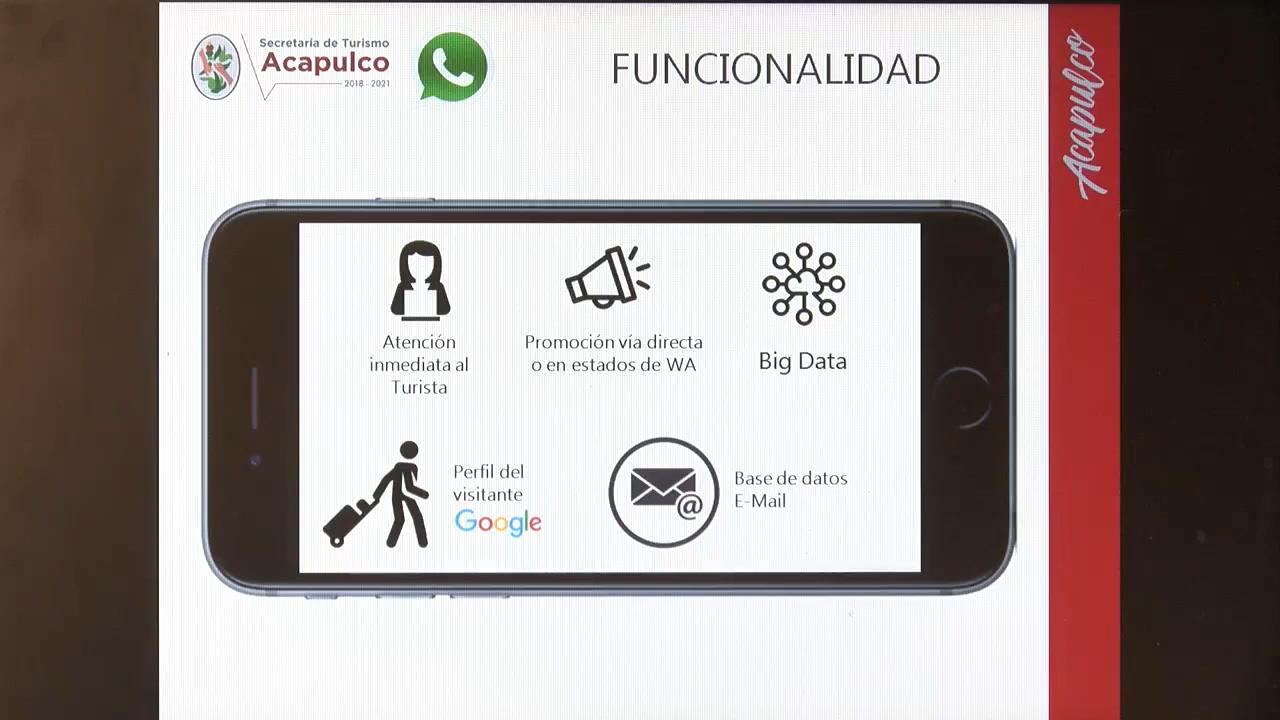 Secretaría de Turismo
Acapulco
2018 - 2021
FUNCIONALIDAD
Acapulco
Atención
inmediata al
Turista
Promoción vía directa
o en estados de WA
Big Data
Perfil del
visitante
Google
@
Base de datos
E-Mail